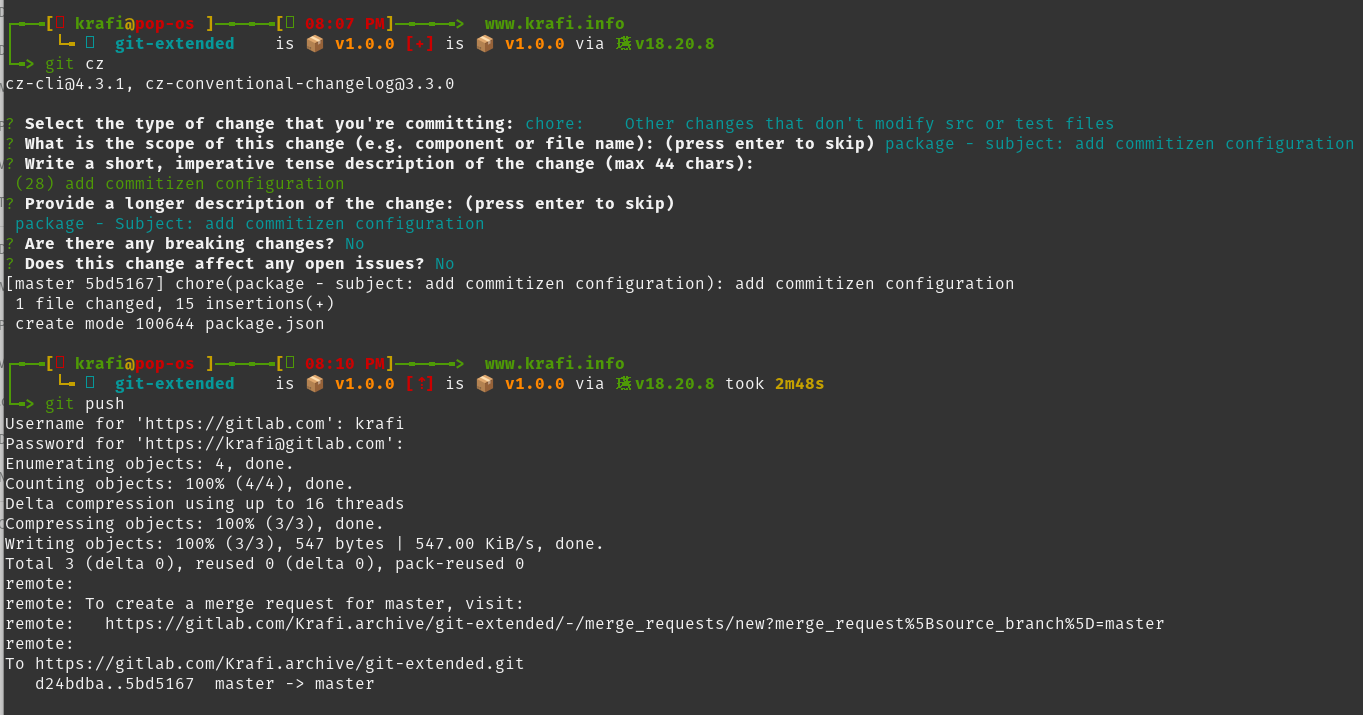 [ krafi@pop-os ]—[ 08:07 PM]—> www.krafi.info
git-extended is 📦 v1.0.0 [+] is 📦 v1.0.0 via v18.20.8
> git cz
cz-cli@4.3.1, cz-conventional-changelog@3.3.0
? Select the type of change that you're committing: chore: Other changes that don't modify src or test files
? What is the scope of this change (e.g. component or file name): (press enter to skip) package - subject: add commitizen configuration
? Write a short, imperative tense description of the change (max 44 chars):
(28) add commitizen configuration
? Provide a longer description of the change: (press enter to skip)
package - Subject: add commitizen configuration
? Are there any breaking changes? No
? Does this change affect any open issues? No
[master 5bd5167] chore(package - subject: add commitizen configuration): add commitizen configuration
1 file changed, 15 insertions(+)
create mode 100644 package.json
[ krafi@pop-os ]—[ 08:10 PM]—> www.krafi.info
git-extended is 📦 v1.0.0 [⇡] is 📦 v1.0.0 via v18.20.8 took 2m48s
> git push
Username for 'https://gitlab.com': krafi
Password for 'https://krafi@gitlab.com':
Enumerating objects: 4, done.
Counting objects: 100% (4/4), done.
Delta compression using up to 16 threads
Compressing objects: 100% (3/3), done.
Writing objects: 100% (3/3), 547 bytes | 547.00 KiB/s, done.
Total 3 (delta 0), reused 0 (delta 0), pack-reused 0
remote:
remote: To create a merge request for master, visit:
remote:   https://gitlab.com/Krafi.archive/git-extended/-/merge_requests/new?merge_request%5Bsource_branch%5D=master
remote:
To https://gitlab.com/Krafi.archive/git-extended.git
d24bdba..5bd5167  master -> master